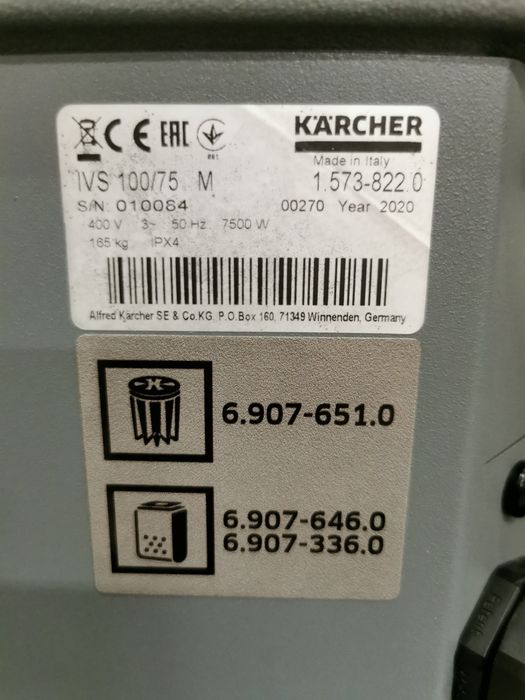 CE EAC
KÄRCHER
Made in Italy
IVS 100/75 M 1.573-822.0
S/N: 010084 00270 Year 2020
400 V 3~ 50 Hz 7500 W
165 kg IPX4
Alfred Kärcher SE & Co.KG, P.O.Box 160, 71349 Winnenden, Germany
6.907-651.0
6.907-646.0
6.907-336.0